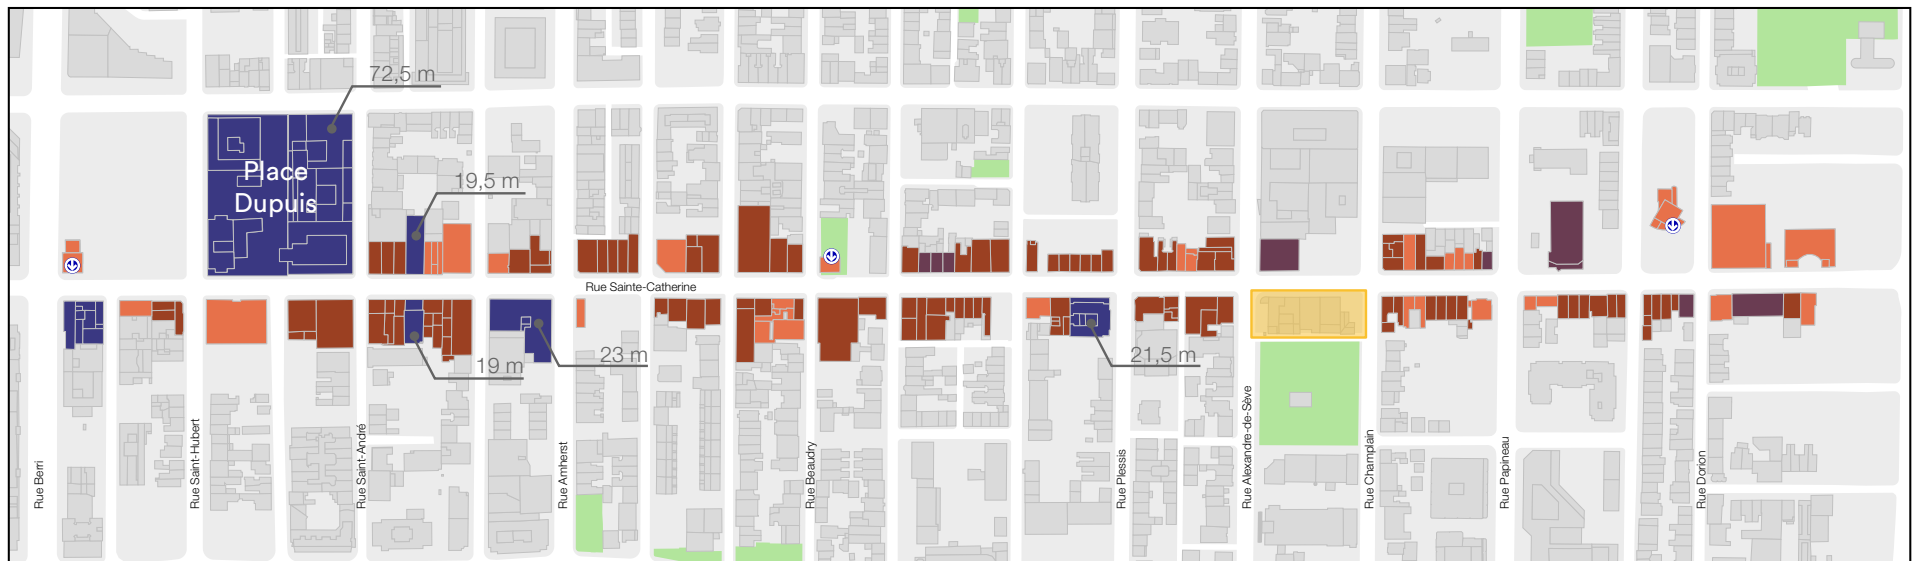 72,5 m
Place
Dupuis
19,5 m
Rue Sainte-Catherine
19 m
23 m
21,5 m
Rue Berri
Rue Saint-Hubert
Rue Saint-André
Rue Amherst
Rue Beaudry
Rue Plessis
Rue Alexandre-de-Sève
Rue Champlain
Rue Papineau
Rue Dorion